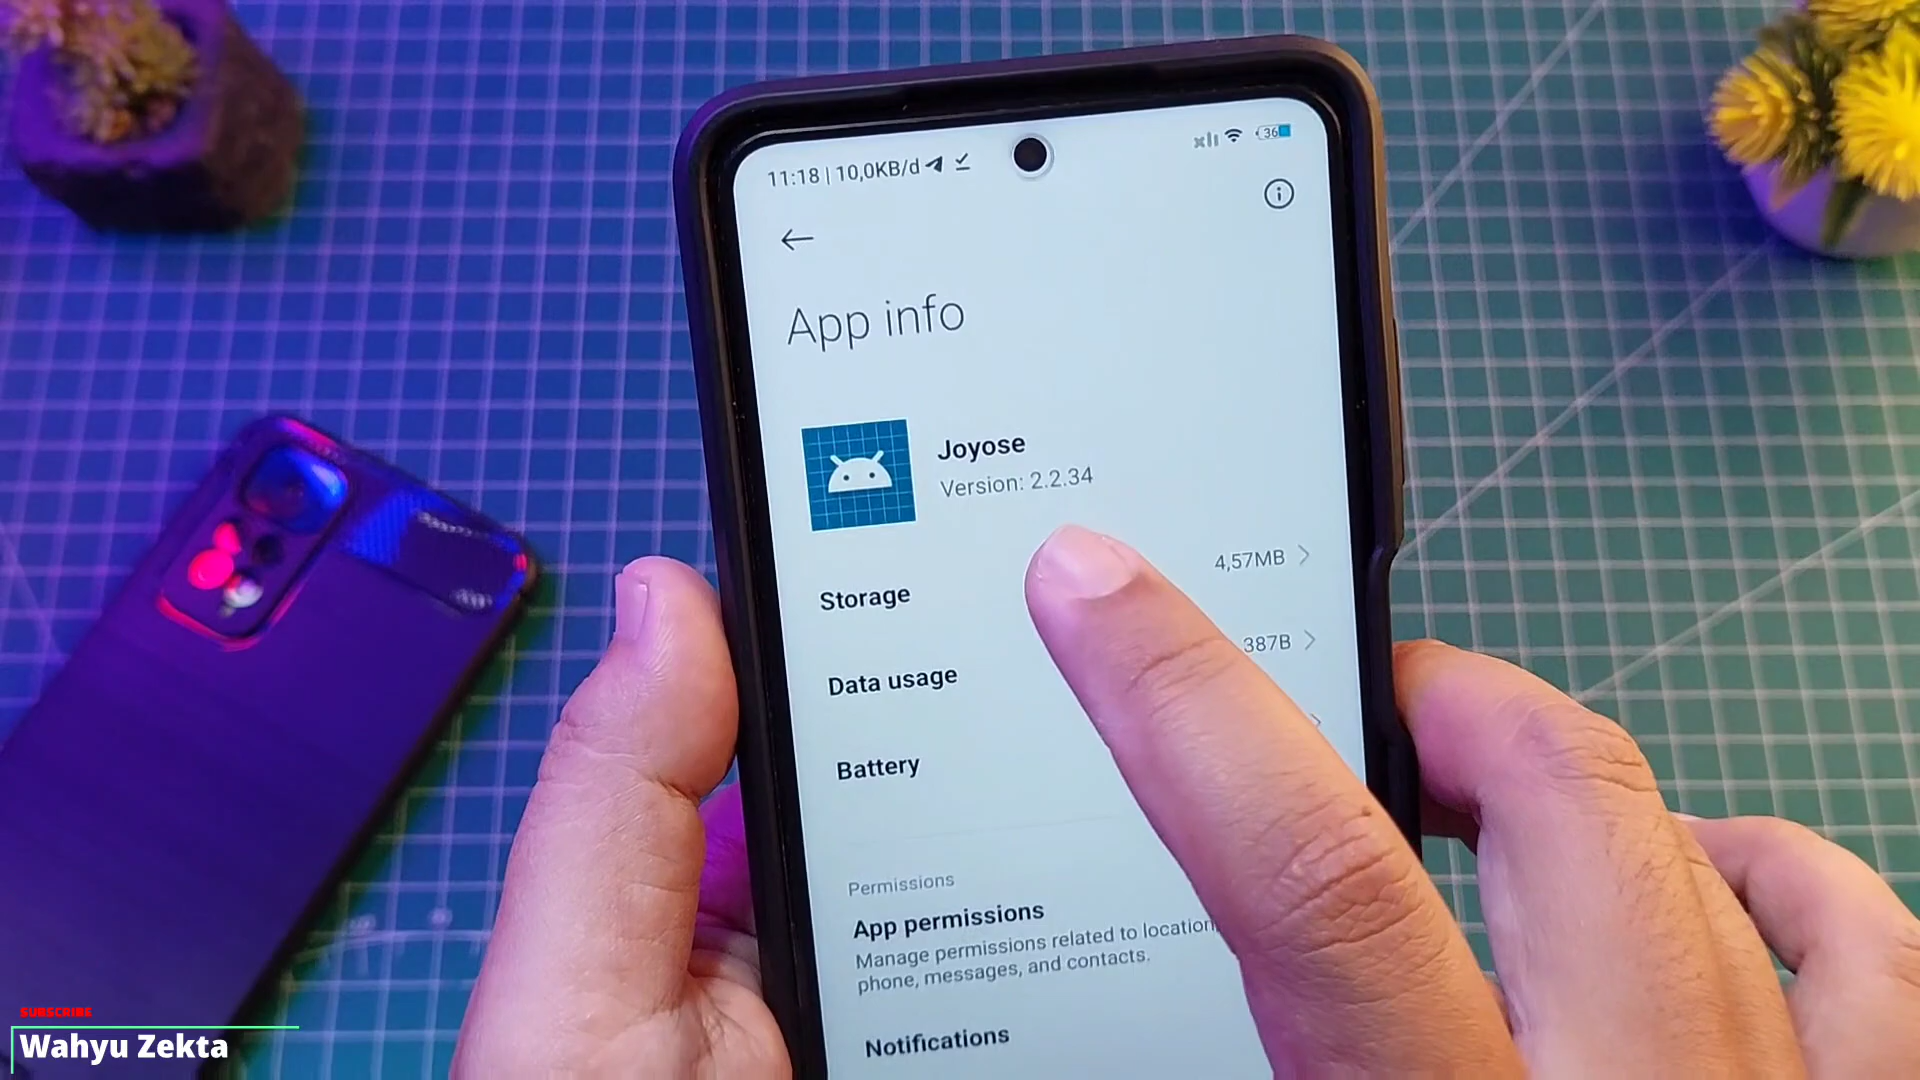 11:18 | 10,0KB/d
36
App info
Joyose
Version: 2.2.34
Storage
4,57MB
Data usage
387B
Battery
Permissions
App permissions
Manage permissions related to location,
phone, messages, and contacts.
Notifications
SUBSCRIBE
Wahyu Zekta